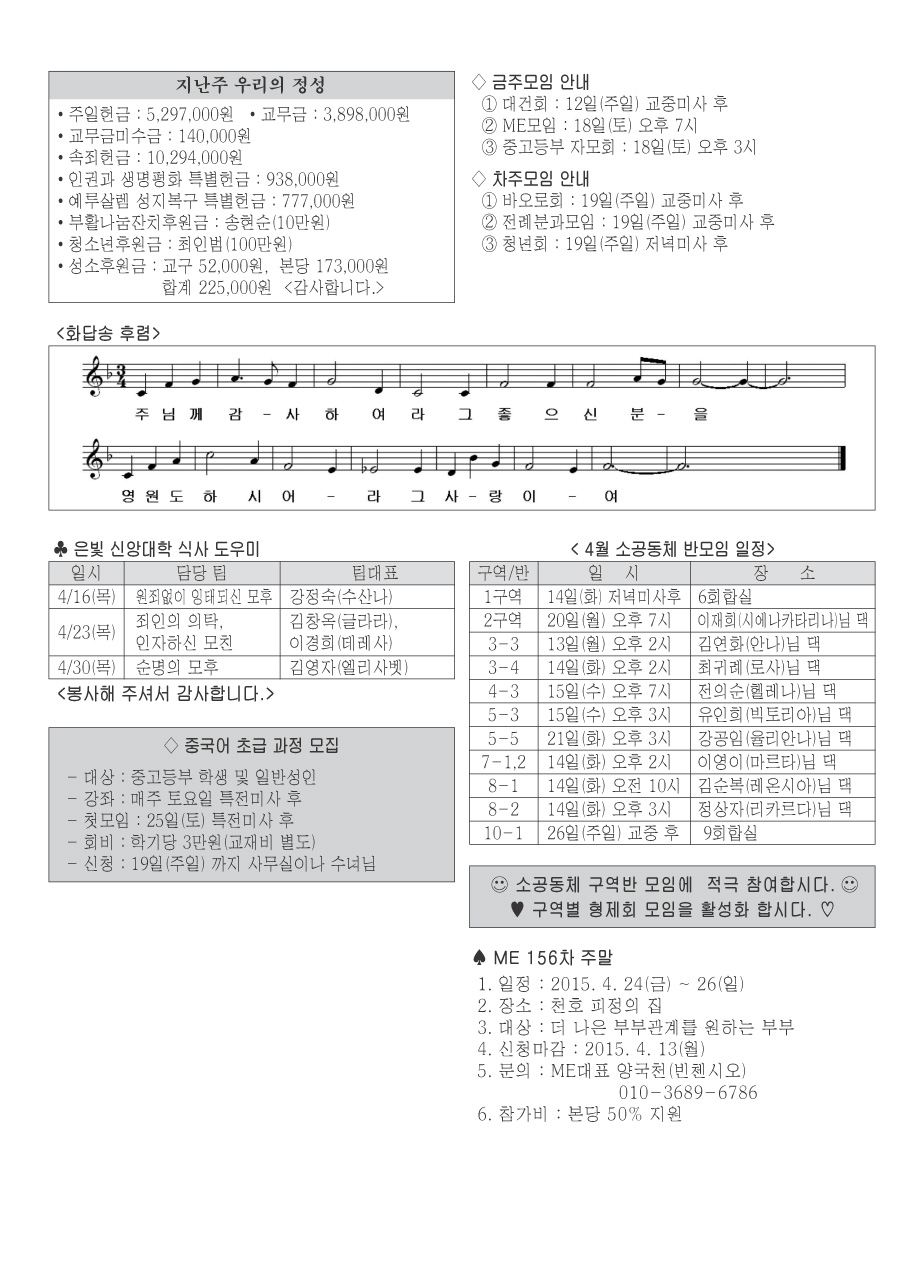 지난주 우리의 정성
• 주일헌금 : 5,297,000원 • 교무금 : 3,898,000원
• 교무금미수금 : 140,000원
• 속죄헌금 : 10,294,000원
• 인권과 생명평화 특별헌금 : 938,000원
• 예루살렘 성지복구 특별헌금 : 777,000원
• 부활나눔잔치후원금 : 송현순(10만원)
• 청소년후원금 : 최인범(100만원)
• 성소후원금 : 교구 52,000원, 본당 173,000원
합계 225,000원 <감사합니다.>
◇ 금주모임 안내
① 대건회 : 12일(주일) 교중미사 후
② ME모임 : 18일(토) 오후 7시
③ 중고등부 자모회 : 18일(토) 오후 3시
◇ 차주모임 안내
① 바오로회 : 19일(주일) 교중미사 후
② 전례분과모임 : 19일(주일) 교중미사 후
③ 청년회 : 19일(주일) 저녁미사 후
<화답송 후렴>
3
4
주 님 께 감 - 사 하 여 라 그 좋 으 신 분 - 을
영 원 도 하 시 어 - 라 그 사 - 랑 이 - 여
♣ 은빛 신앙대학 식사 도우미
일시 담당 팀 팀대표
4/16(목) 원죄없이 잉태되신 모후 강정숙(수산나)
4/23(목) 죄인의 의탁, 김창옥(글라라),
인자하신 모친 이경희(데레사)
4/30(목) 순명의 모후 김영자(엘리사벳)
<봉사해 주셔서 감사합니다.>
◇ 중국어 초급 과정 모집
- 대상 : 중고등부 학생 및 일반성인
- 강좌 : 매주 토요일 특전미사 후
- 첫모임 : 25일(토) 특전미사 후
- 회비 : 학기당 3만원(교재비 별도)
- 신청 : 19일(주일) 까지 사무실이나 수녀님
< 4월 소공동체 반모임 일정>
구역/반 일 시 장 소
1구역 14일(화) 저녁미사후 6회합실
2구역 20일(월) 오후 7시 이재희(시에나카타리나)님 댁
3-3 13일(월) 오후 2시 김연화(안나)님 댁
3-4 14일(화) 오후 2시 최귀례(로사)님 댁
4-3 15일(수) 오후 7시 전의순(헬레나)님 댁
5-3 15일(수) 오후 3시 유인희(빅토리아)님 댁
5-5 21일(화) 오후 3시 강공임(율리안나)님 댁
7-1,2 14일(화) 오후 2시 이영이(마르타)님 댁
8-1 14일(화) 오전 10시 김순복(레온시아)님 댁
8-2 14일(화) 오후 3시 정상자(리카르다)님 댁
10-1 26일(주일) 교중 후 9회합실
☺ 소공동체 구역반 모임에 적극 참여합시다. ☺
♥ 구역별 형제회 모임을 활성화 합시다. ♡
♠ ME 156차 주말
1. 일정 : 2015. 4. 24(금) ~ 26(일)
2. 장소 : 천호 피정의 집
3. 대상 : 더 나은 부부관계를 원하는 부부
4. 신청마감 : 2015. 4. 13(월)
5. 문의 : ME대표 양국천(빈첸시오)
010-3689-6786
6. 참가비 : 본당 50% 지원